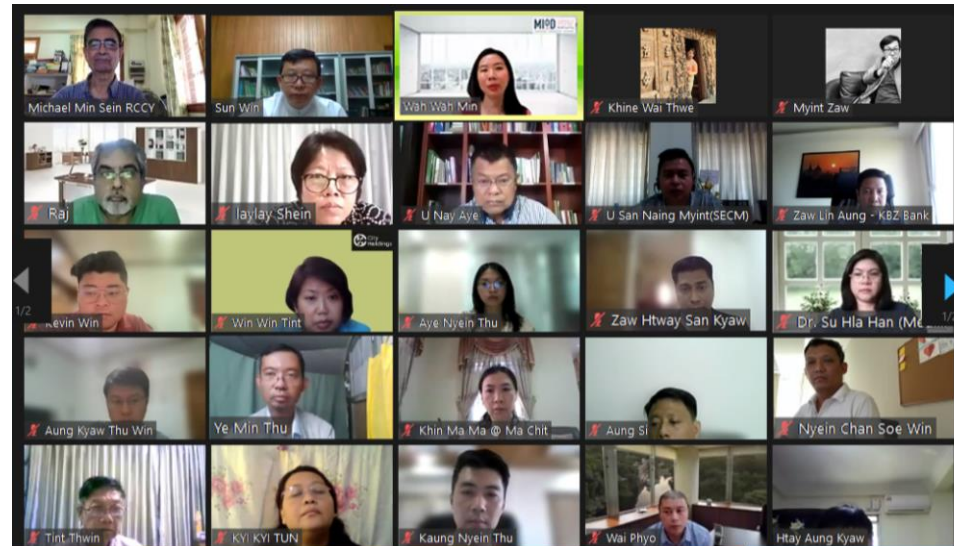 MIoD
Michael Min Sein RCCY
Sun Win
Wah Wah Min
Khine Wai Thwe
Myint Zaw
Raj
laylay Shein
U Nay Aye
U San Naing Myint(SECM)
Zaw Lin Aung - KBZ Bank
City
Holdings
1/2
Kevin Win
Win Win Tint
Aye Nyein Thu
Zaw Htway San Kyaw
Dr. Su Hla Han
1/2
Aung Kyaw Thu Win
Ye Min Thu
Khin Ma Ma @ Ma Chit
Aung Si
Nyein Chan Soe Win
Tint Thwin
KYI KYI TUN
Kaung Nyein Thu
Wai Phyo
Htay Aung Kyaw